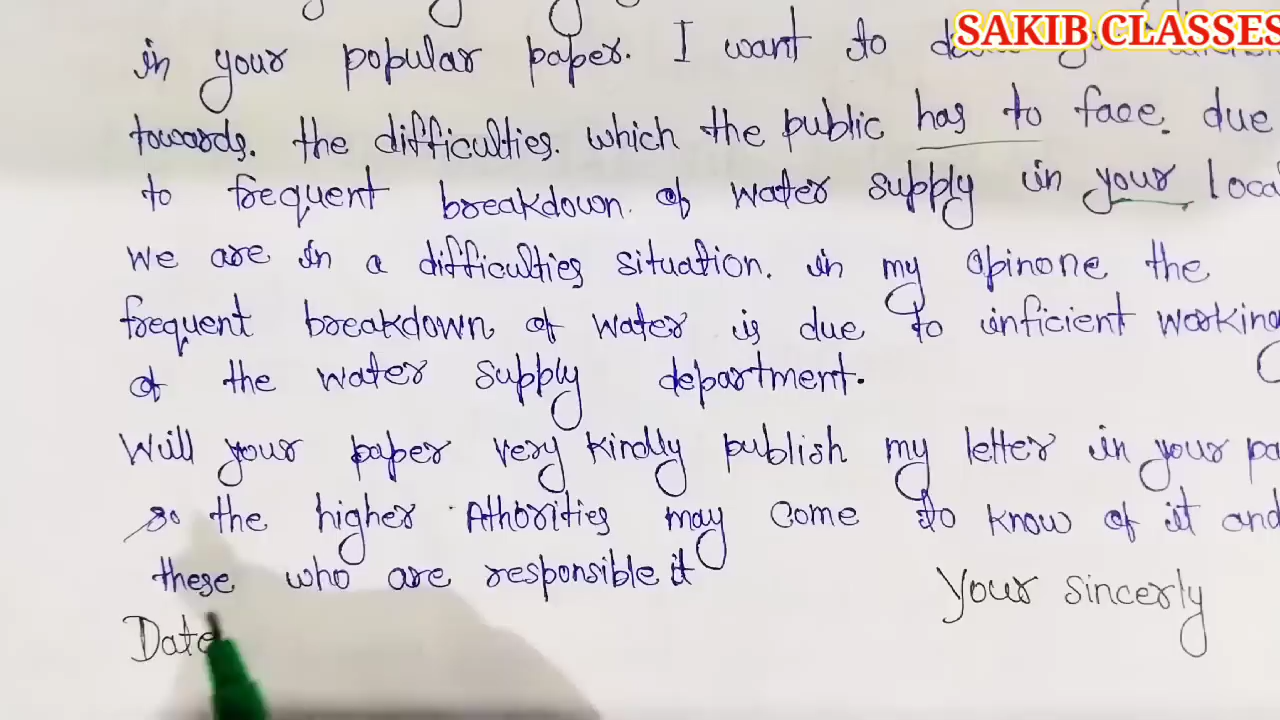 SAKIB CLASSES
in your popular paper. I want to
towards. the difficulties. which the public has to face. due
to frequent breakdown. of water supply in your loca
We are in a difficulties situation. in my opinone the
frequent breakdown of water is due to inficient working
of the water supply department.
Will your paper very kindly publish my letter in your pa
so the higher Athorities may come to know of it and
these who are responsible it
Your sincerly
Date